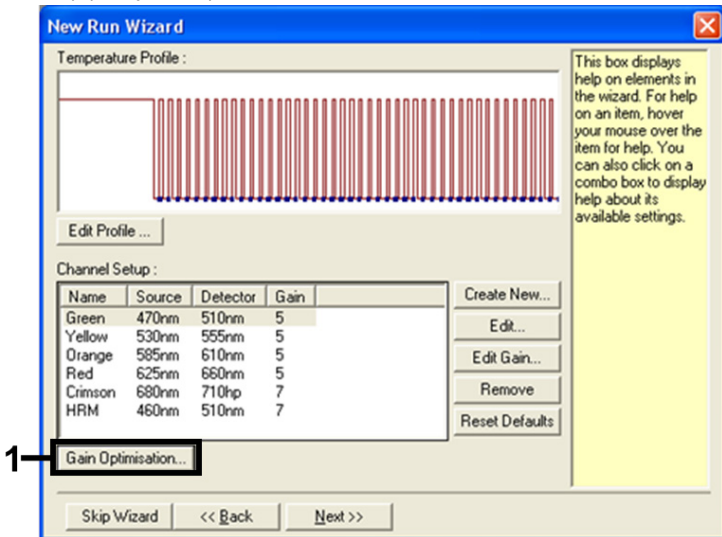 New Run Wizard
Temperature Profile :
This box displays
help on elements in
the wizard. For help
on an item, hover
your mouse over the
item for help. You
can also click on a
combo box to display
help about its
available settings.
Edit Profile ...
Channel Setup :
Name Source Detector Gain
Green 470nm 510nm 5
Yellow 530nm 555nm 5
Orange 585nm 610nm 5
Red 625nm 660nm 5
Crimson 680nm 710hp 7
HRM 460nm 510nm 7
Create New...
Edit...
Edit Gain...
Remove
Reset Defaults
1
Gain Optimisation...
Skip Wizard << Back Next >>